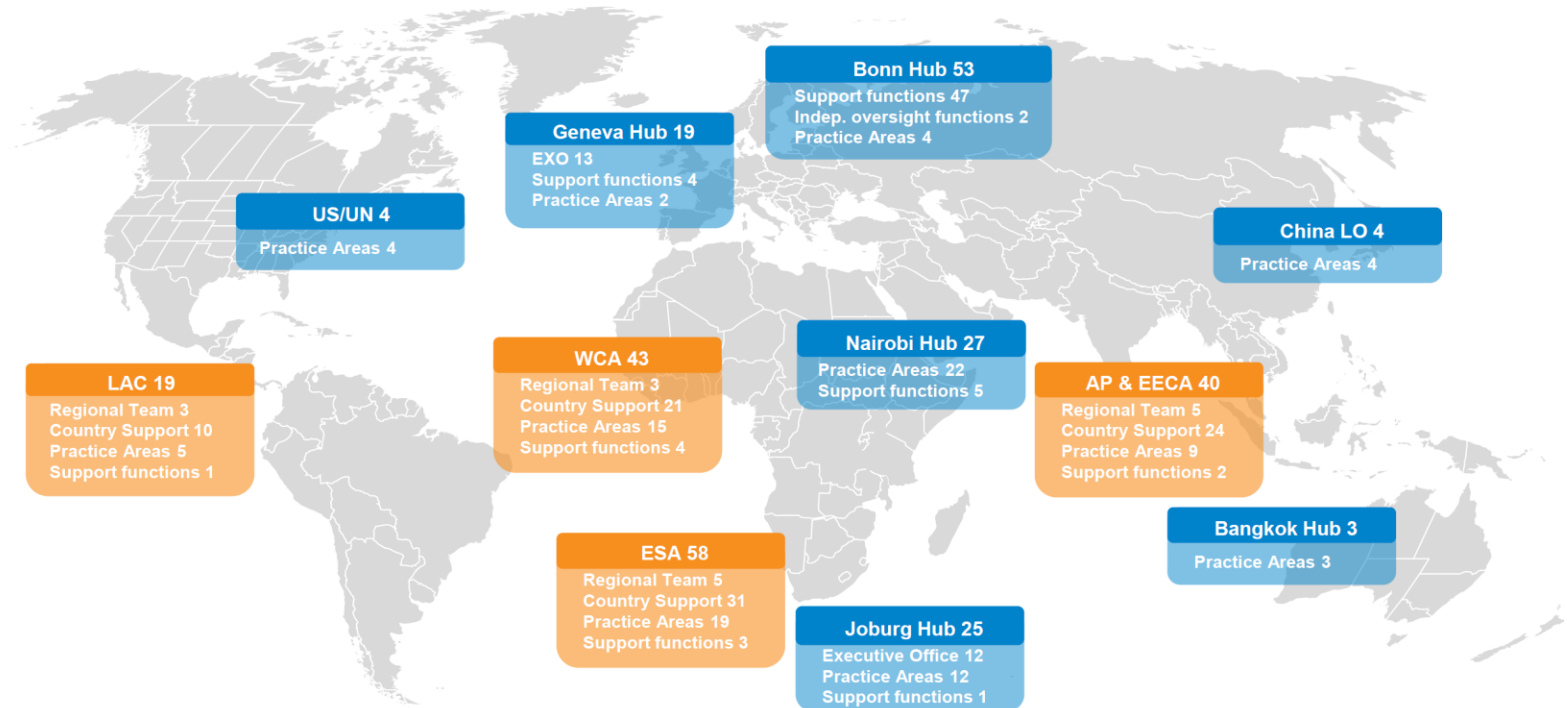 Bonn Hub 53
Support functions 47
Indep. oversight functions 2
Practice Areas 4
Geneva Hub 19
EXO 13
Support functions 4
Practice Areas 2
US/UN 4
Practice Areas 4
China LO 4
Practice Areas 4
Nairobi Hub 27
Practice Areas 22
Support functions 5
WCA 43
Regional Team 3
Country Support 21
Practice Areas 15
Support functions 4
LAC 19
Regional Team 3
Country Support 10
Practice Areas 5
Support functions 1
AP & EECA 40
Regional Team 5
Country Support 24
Practice Areas 9
Support functions 2
Bangkok Hub 3
Practice Areas 3
ESA 58
Regional Team 5
Country Support 31
Practice Areas 19
Support functions 3
Joburg Hub 25
Executive Office 12
Practice Areas 12
Support functions 1